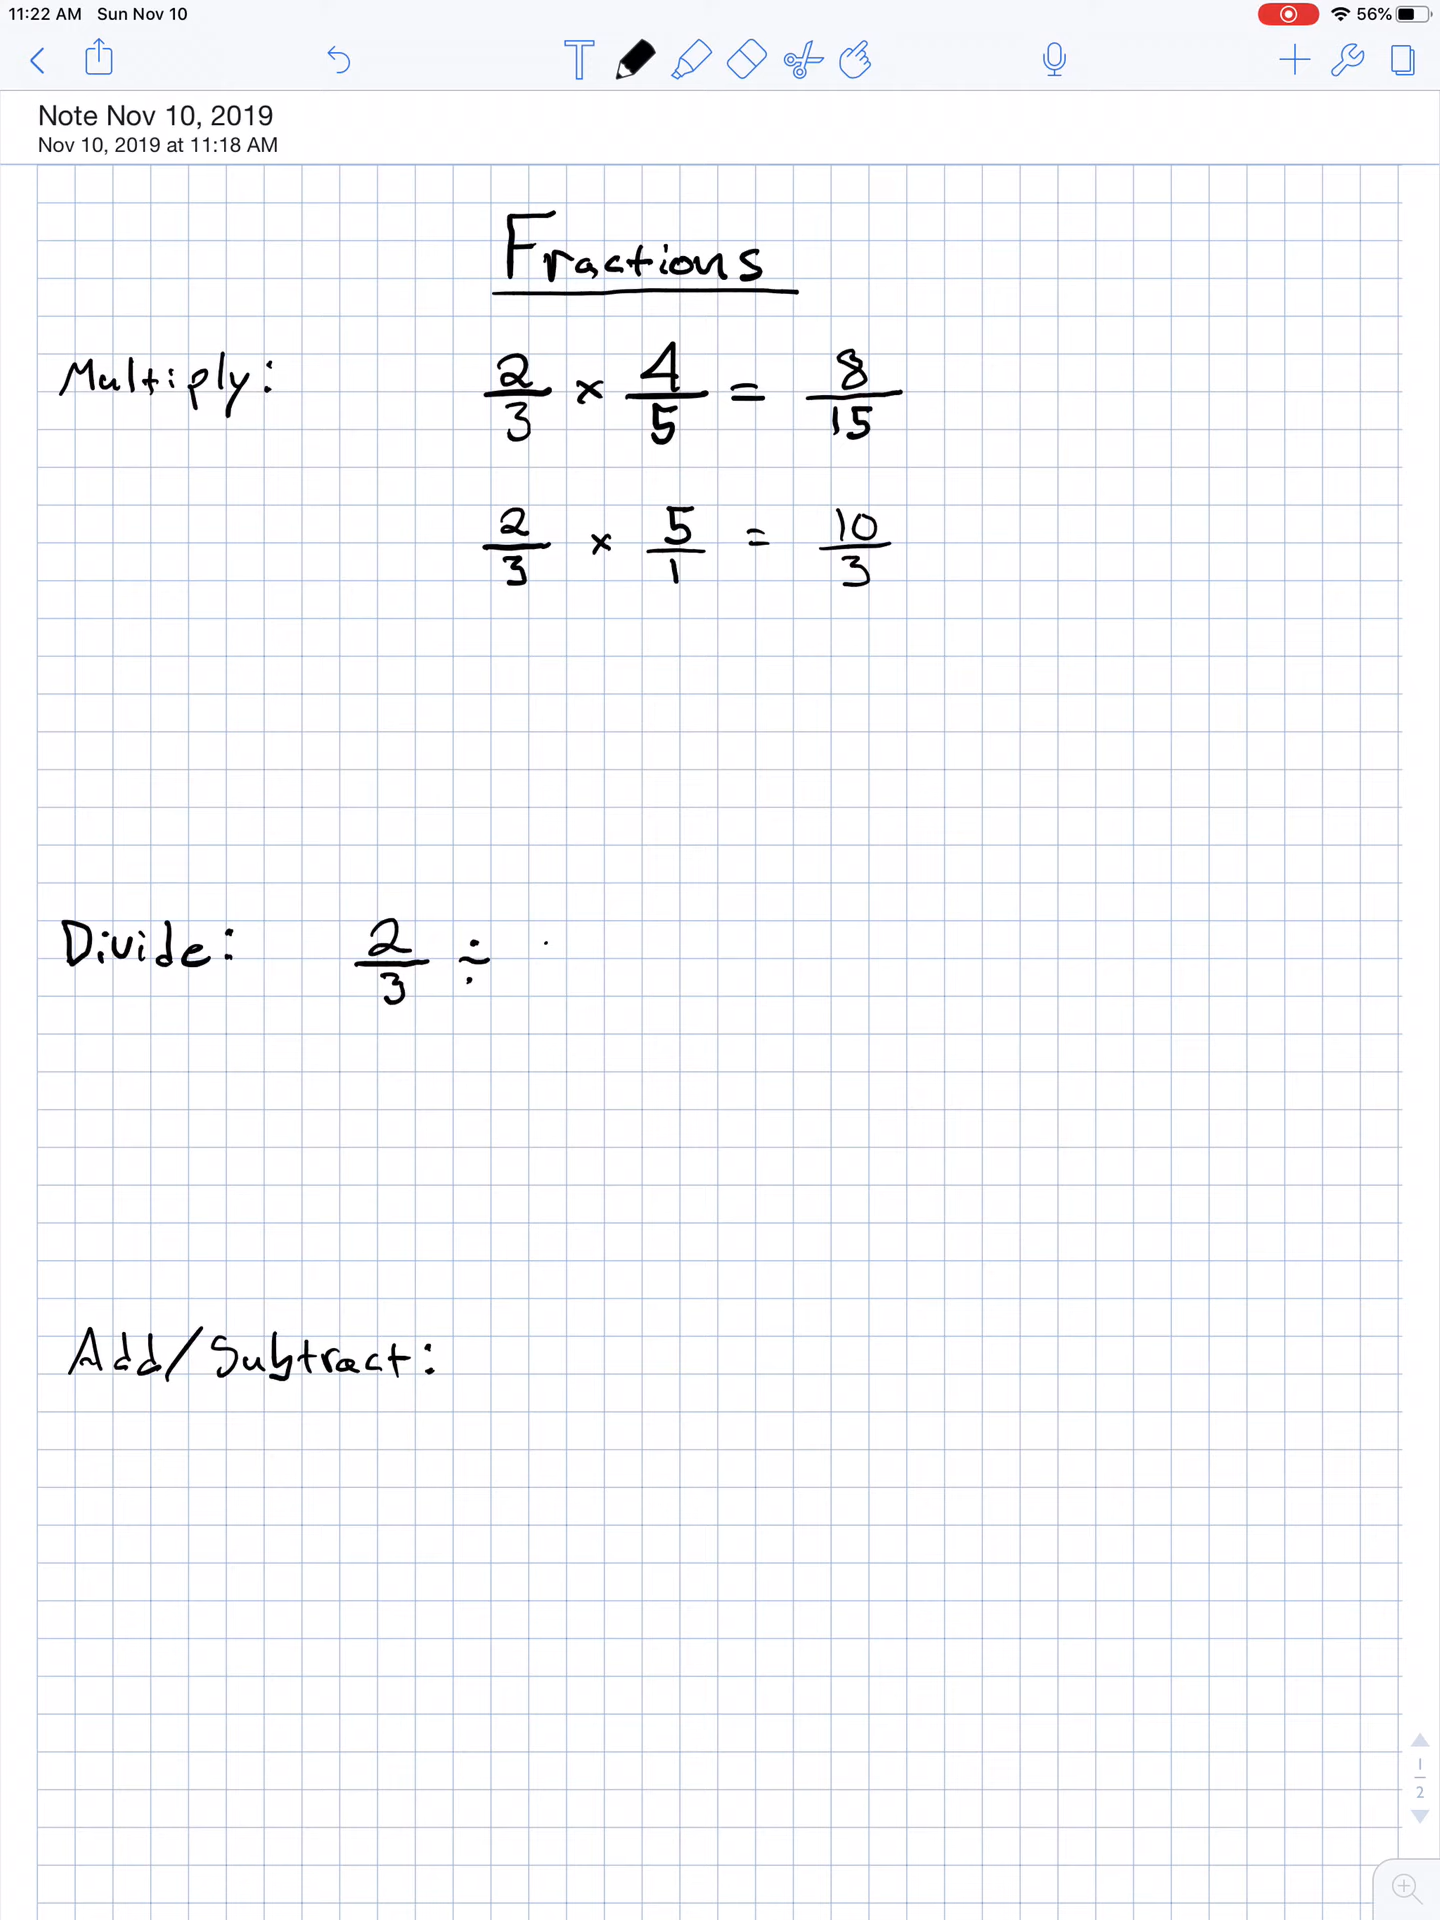 11:22 AM Sun Nov 10 56%
T
Note Nov 10, 2019
Nov 10, 2019 at 11:18 AM
Fractions
Multiply: 2/3 × 4/5 = 8/15
2/3 × 5/1 = 10/3
Divide: 2/3 ÷
Add/Subtract:
1
2